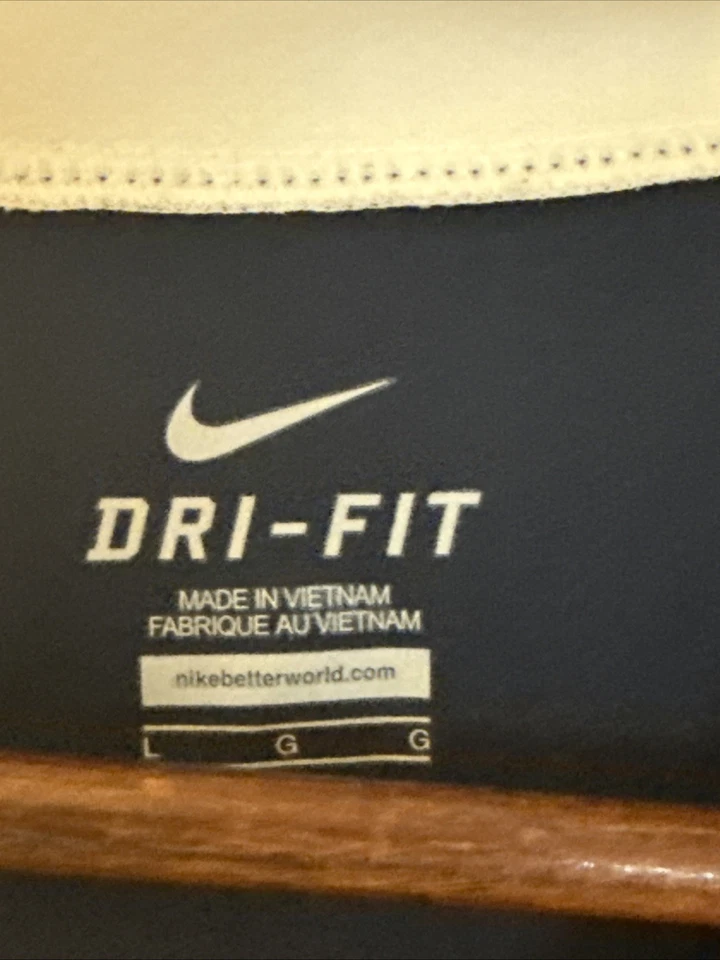 DRI-FIT
MADE IN VIETNAM
FABRIQUE AU VIETNAM
nikebetterworld.com
L G G